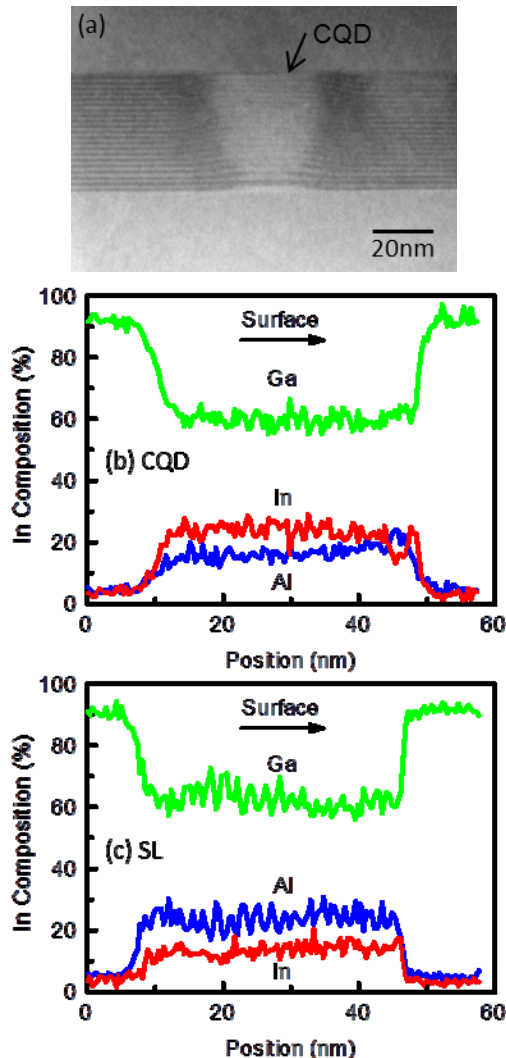 (a)
CQD
20nm
100
80
60
40
20
0
In Composition (%)
Surface
Ga
(b) CQD
In
Al
0
20
40
60
Position (nm)
100
80
60
40
20
0
In Composition (%)
Surface
Ga
(c) SL
Al
In
0
20
40
60
Position (nm)